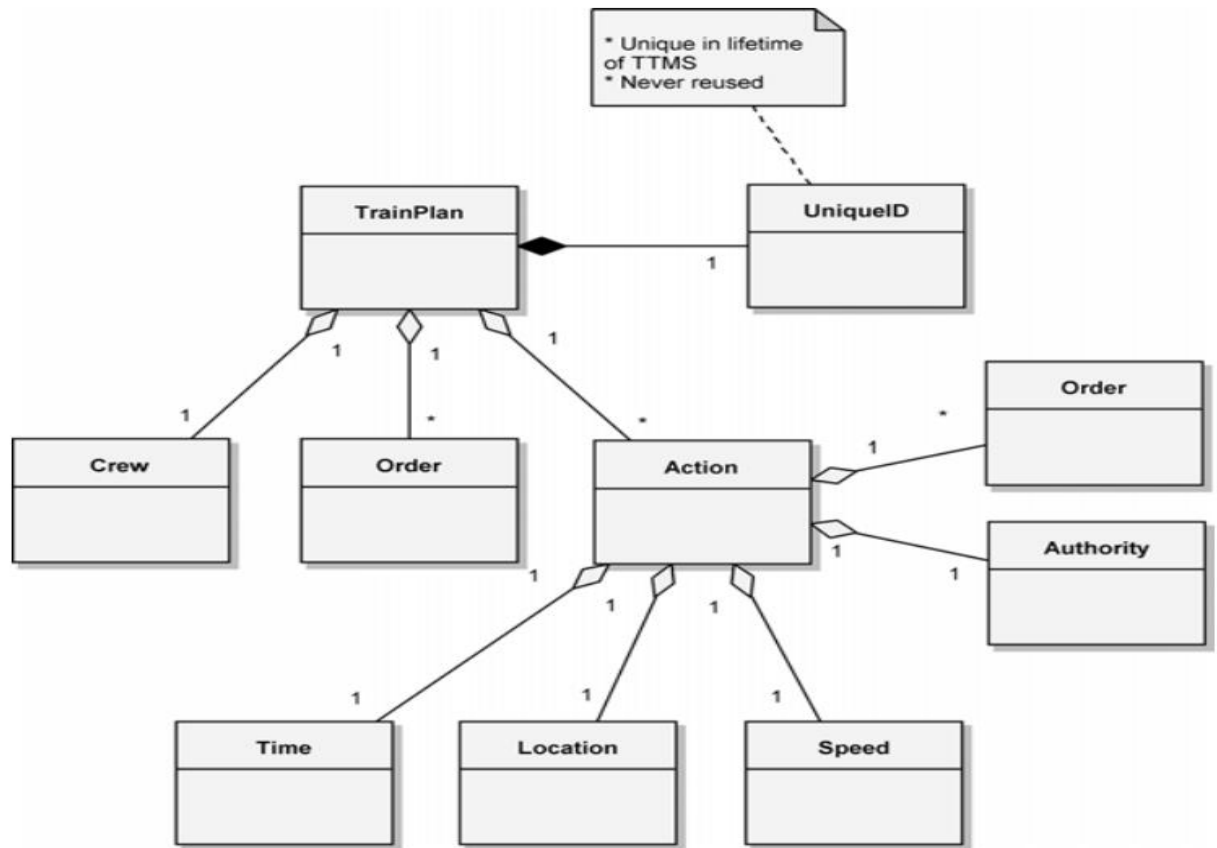 * Unique in lifetime
of TTMS
* Never reused
TrainPlan
UniqueID
1
1
1
1
1
*
*
Crew
Order
Action
*
1
Order
1
1
Authority
1
1
1
1
1
1
Time
Location
Speed